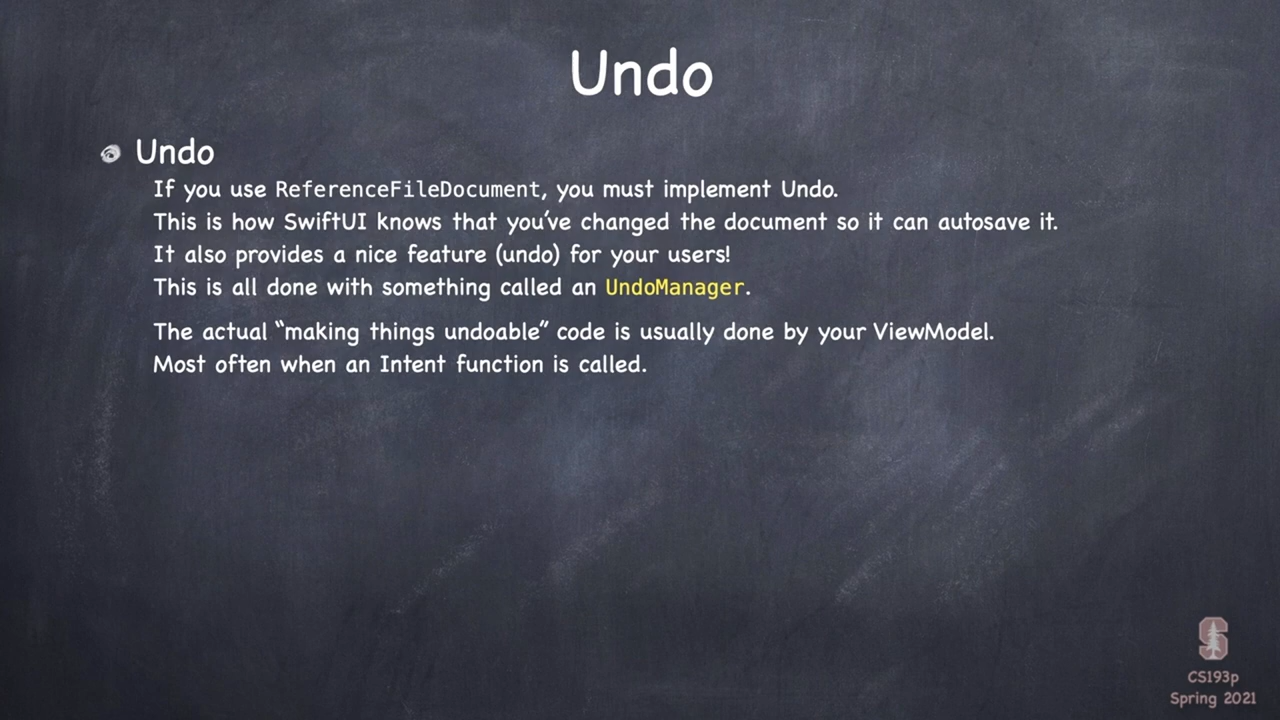 Undo
Undo
If you use ReferenceFileDocument, you must implement Undo.
This is how SwiftUI knows that you've changed the document so it can autosave it.
It also provides a nice feature (undo) for your users!
This is all done with something called an UndoManager.
The actual “making things undoable” code is usually done by your ViewModel.
Most often when an Intent function is called.
S
CS193p
Spring 2021